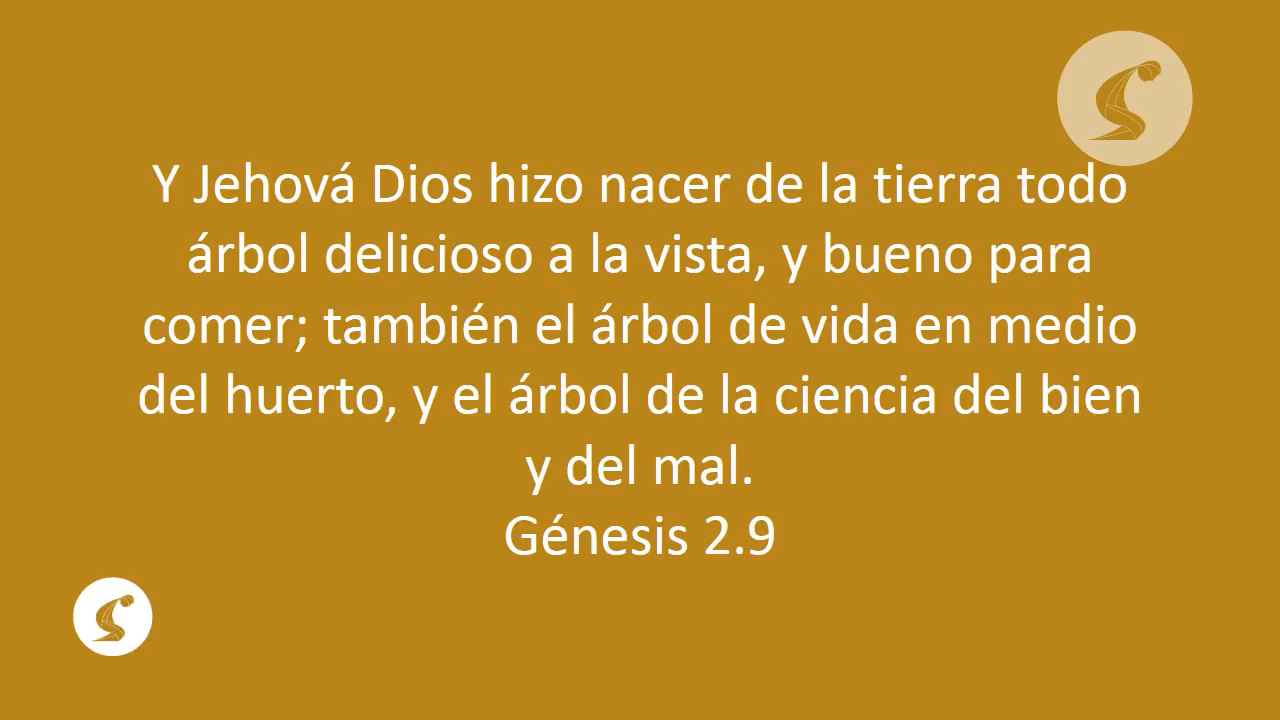 Y Jehová Dios hizo nacer de la tierra todo
árbol delicioso a la vista, y bueno para
comer; también el árbol de vida en medio
del huerto, y el árbol de la ciencia del bien
y del mal.
Génesis 2.9